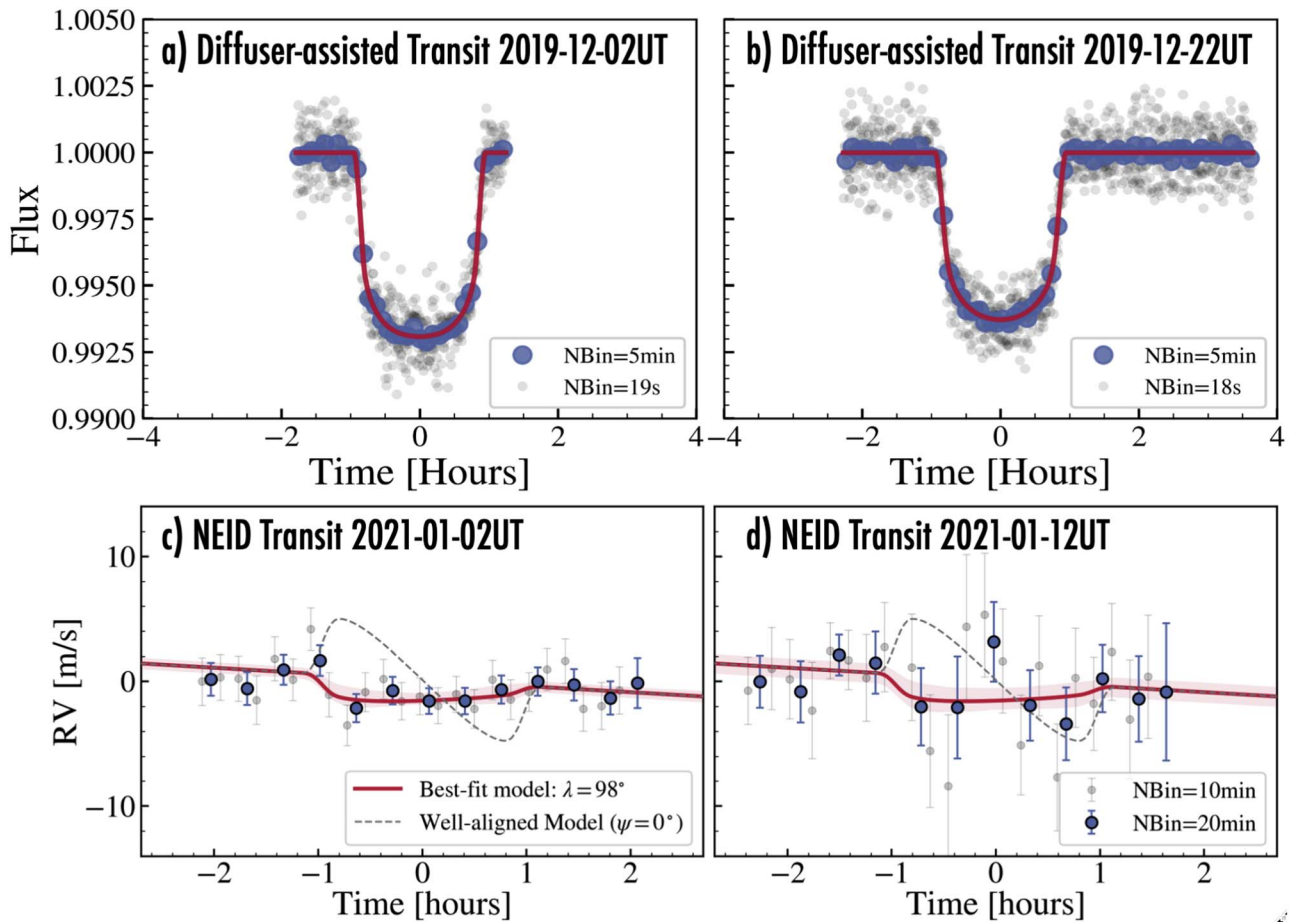 a) Diffuser-assisted Transit 2019-12-02UT
b) Diffuser-assisted Transit 2019-12-22UT
1.0050
1.0025
1.0000
0.9975
0.9950
0.9925
0.9900
Flux
NBin=5min
NBin=19s
NBin=5min
NBin=18s
−4 −2 0 2 4
−4 −2 0 2 4
Time [Hours]
Time [Hours]
c) NEID Transit 2021-01-02UT
d) NEID Transit 2021-01-12UT
10
0
−10
RV [m/s]
Best-fit model: λ=98°
Well-aligned Model (ψ=0°)
NBin=10min
NBin=20min
−2 −1 0 1 2
−2 −1 0 1 2
Time [hours]
Time [hours]